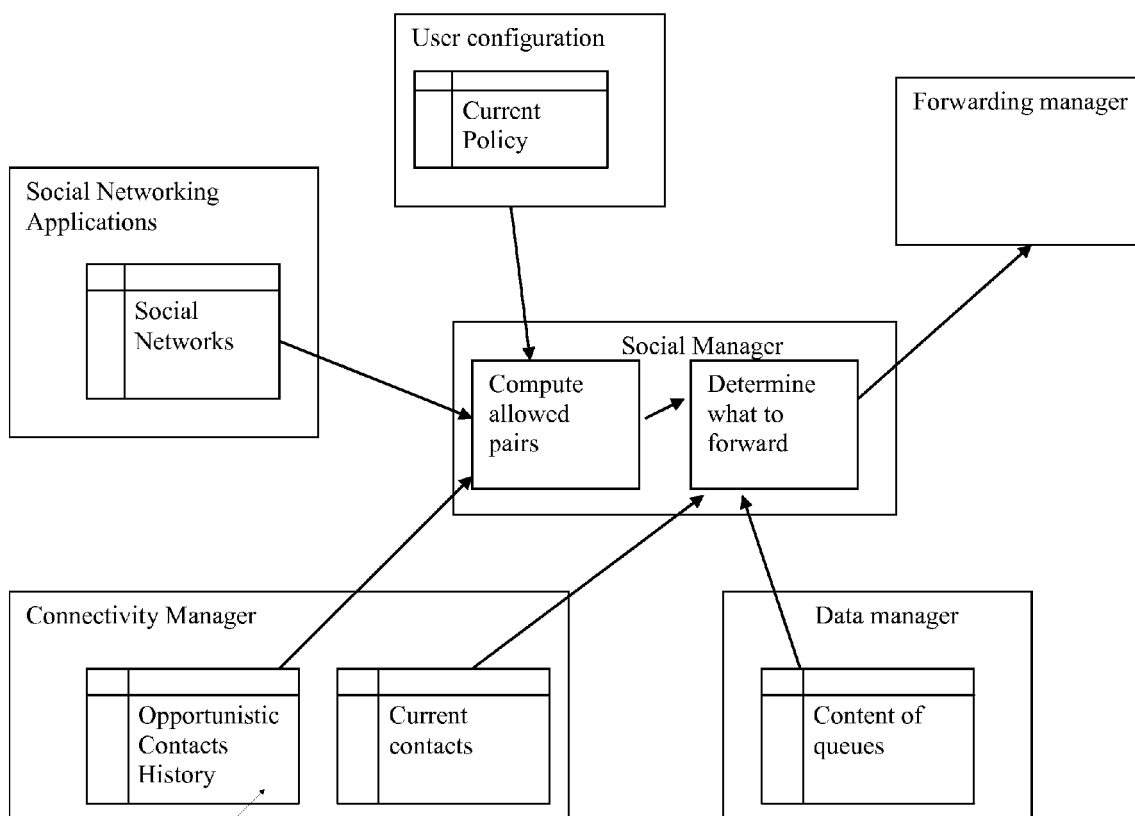 User configuration
Current
Policy
Forwarding manager
Social Networking
Applications
Social
Networks
Social Manager
Compute
allowed
pairs
Determine
what to
forward
Connectivity Manager
Opportunistic
Contacts
History
Current
contacts
Data manager
Content of
queues